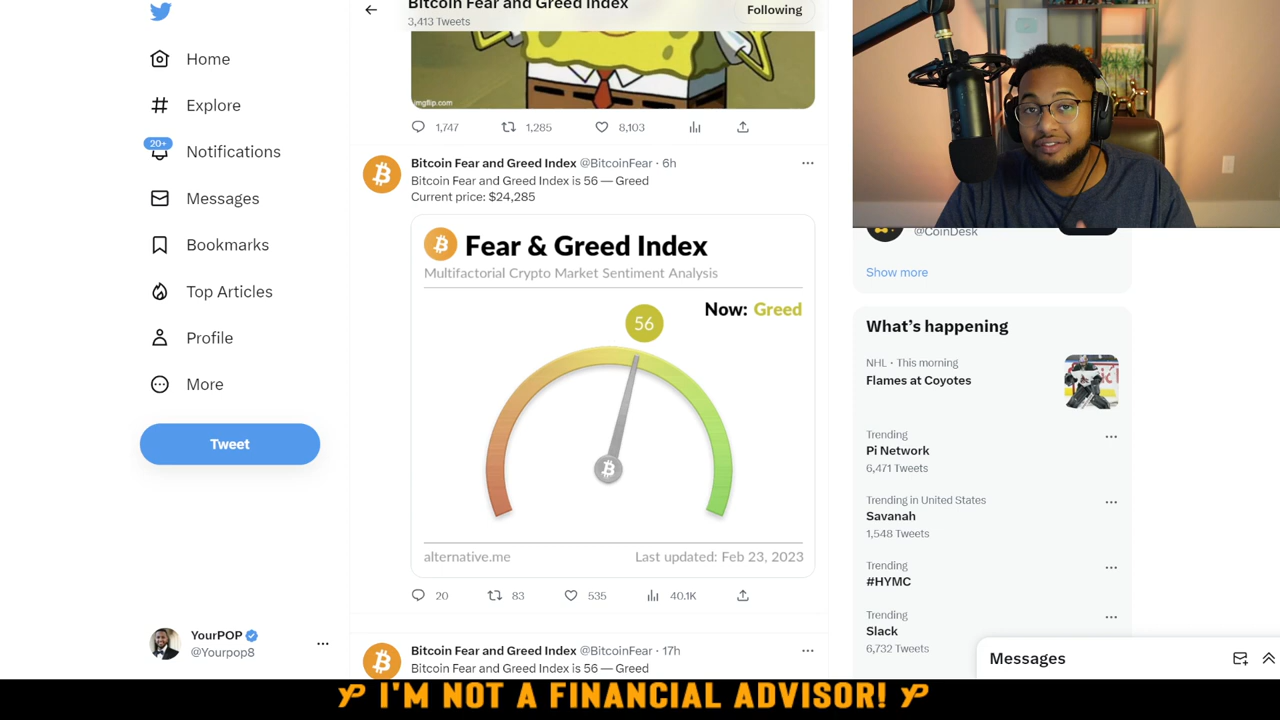 Home
Explore
20+
Notifications
Messages
Bookmarks
Top Articles
Profile
More
Tweet
YourPOP
@Yourpop8
Bitcoin Fear and Greed Index
3,413 Tweets
Following
imgflip.com
1,747
1,285
8,103
Bitcoin Fear and Greed Index @BitcoinFear · 6h
Bitcoin Fear and Greed Index is 56 — Greed
Current price: $24,285
Fear & Greed Index
Multifactorial Crypto Market Sentiment Analysis
Now: Greed
56
alternative.me
Last updated: Feb 23, 2023
20
83
535
40.1K
Bitcoin Fear and Greed Index @BitcoinFear · 17h
Bitcoin Fear and Greed Index is 56 — Greed
@CoinDesk
Show more
What's happening
NHL · This morning
Flames at Coyotes
Trending
Pi Network
6,471 Tweets
Trending in United States
Savanah
1,548 Tweets
Trending
#HYMC
Trending
Slack
6,732 Tweets
Messages
YP I'M NOT A FINANCIAL ADVISOR! YP